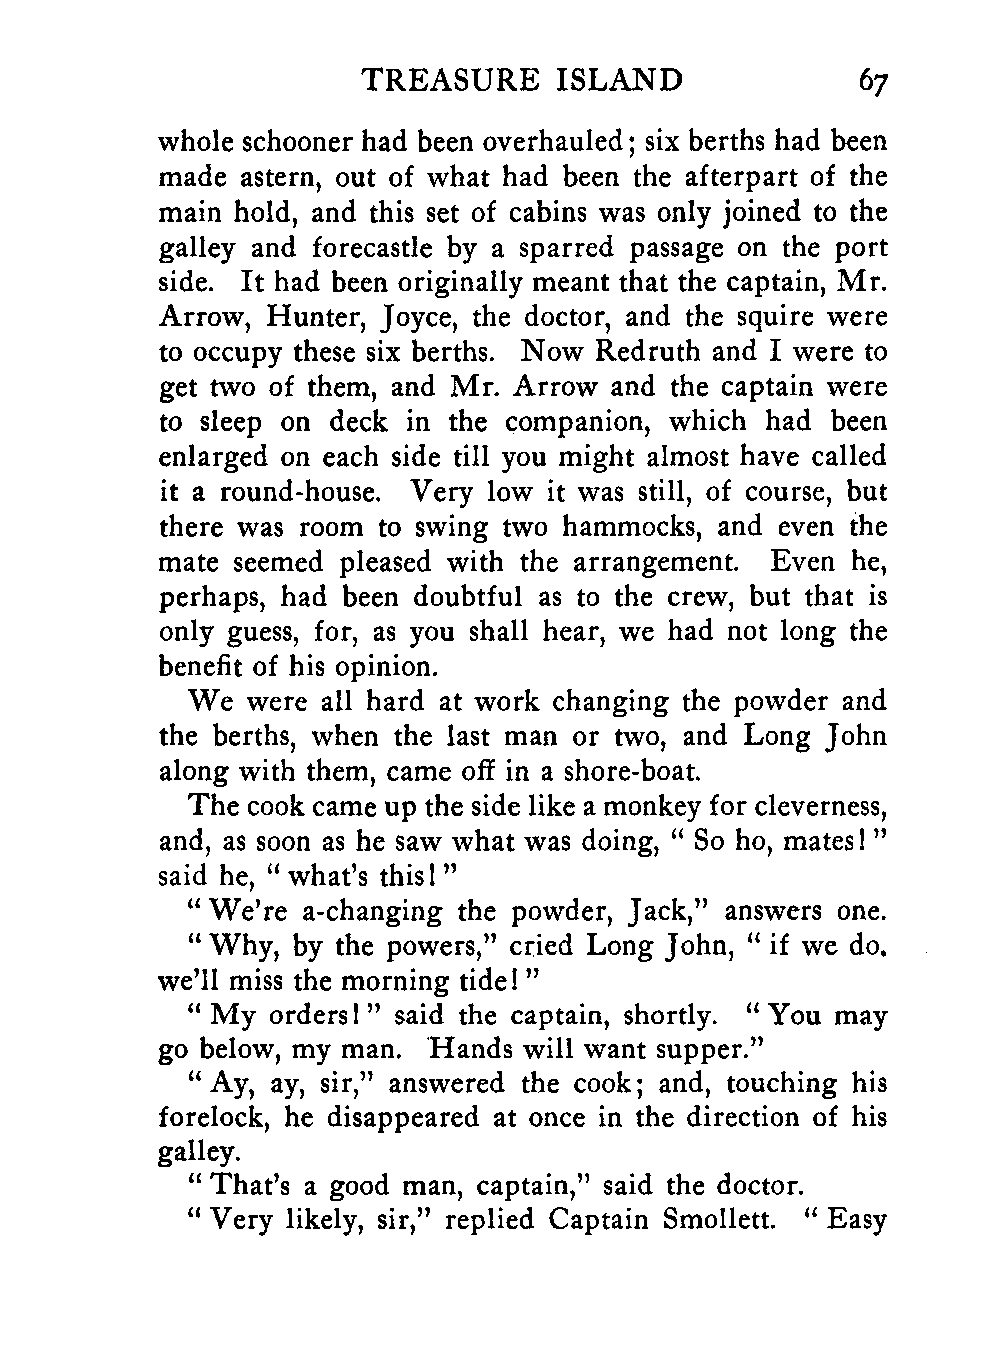 TREASURE ISLAND 67
whole schooner had been overhauled; six berths had been
made astern, out of what had been the afterpart of the
main hold, and this set of cabins was only joined to the
galley and forecastle by a sparred passage on the port
side. It had been originally meant that the captain, Mr.
Arrow, Hunter, Joyce, the doctor, and the squire were
to occupy these six berths. Now Redruth and I were to
get two of them, and Mr. Arrow and the captain were
to sleep on deck in the companion, which had been
enlarged on each side till you might almost have called
it a round-house. Very low it was still, of course, but
there was room to swing two hammocks, and even the
mate seemed pleased with the arrangement. Even he,
perhaps, had been doubtful as to the crew, but that is
only guess, for, as you shall hear, we had not long the
benefit of his opinion.
We were all hard at work changing the powder and
the berths, when the last man or two, and Long John
along with them, came off in a shore-boat.
The cook came up the side like a monkey for cleverness,
and, as soon as he saw what was doing, “ So ho, mates! ”
said he, “ what's this! ”
“ We're a-changing the powder, Jack,” answers one.
“ Why, by the powers,” cried Long John, “ if we do.
we'll miss the morning tide! ”
“ My orders! ” said the captain, shortly. “ You may
go below, my man. Hands will want supper.”
“ Ay, ay, sir,” answered the cook; and, touching his
forelock, he disappeared at once in the direction of his
galley.
“ That's a good man, captain,” said the doctor.
“ Very likely, sir,” replied Captain Smollett. “ Easy